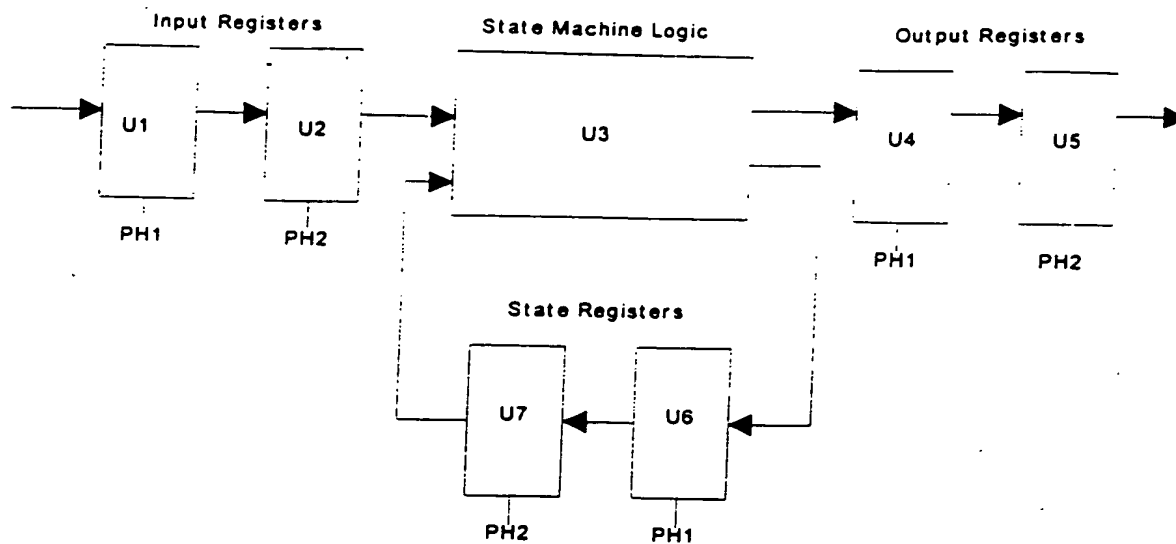 Input Registers
State Machine Logic
Output Registers
U1
U2
U3
U4
U5
PH1
PH2
PH1
PH2
State Registers
U7
U6
PH2
PH1